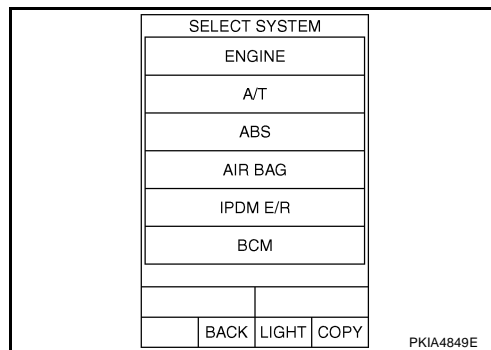 SELECT SYSTEM
ENGINE
A/T
ABS
AIR BAG
IPDM E/R
BCM
BACK LIGHT COPY
PKIA4849E